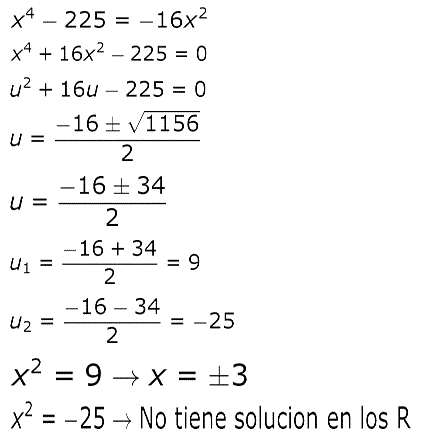 x⁴ − 225 = −16x²
x⁴ + 16x² − 225 = 0
u² + 16u − 225 = 0
u = (−16 ± √1156) / 2
u = (−16 ± 34) / 2
u₁ = (−16 + 34) / 2 = 9
u₂ = (−16 − 34) / 2 = −25
x² = 9 → x = ±3
x² = −25 → No tiene solucion en los R